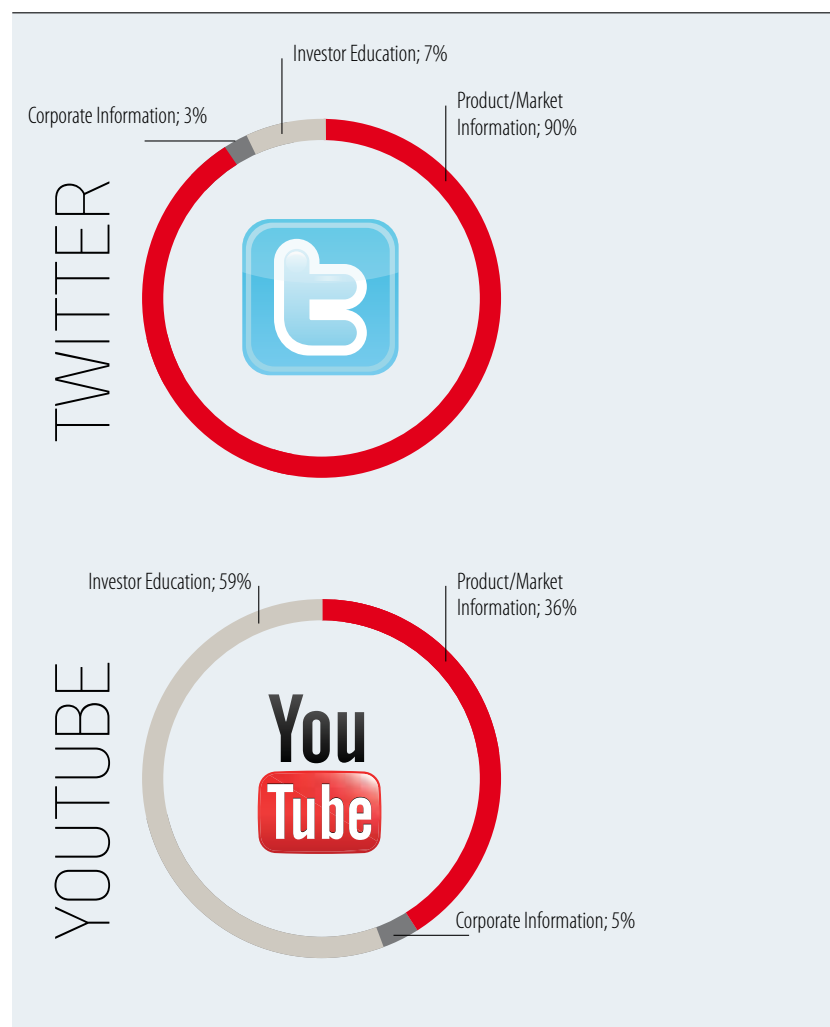 Investor Education; 7%
Corporate Information; 3%
Product/Market
Information; 90%
TWITTER
t
Investor Education; 59%
Product/Market
Information; 36%
YOUTUBE
You
Tube
Corporate Information; 5%